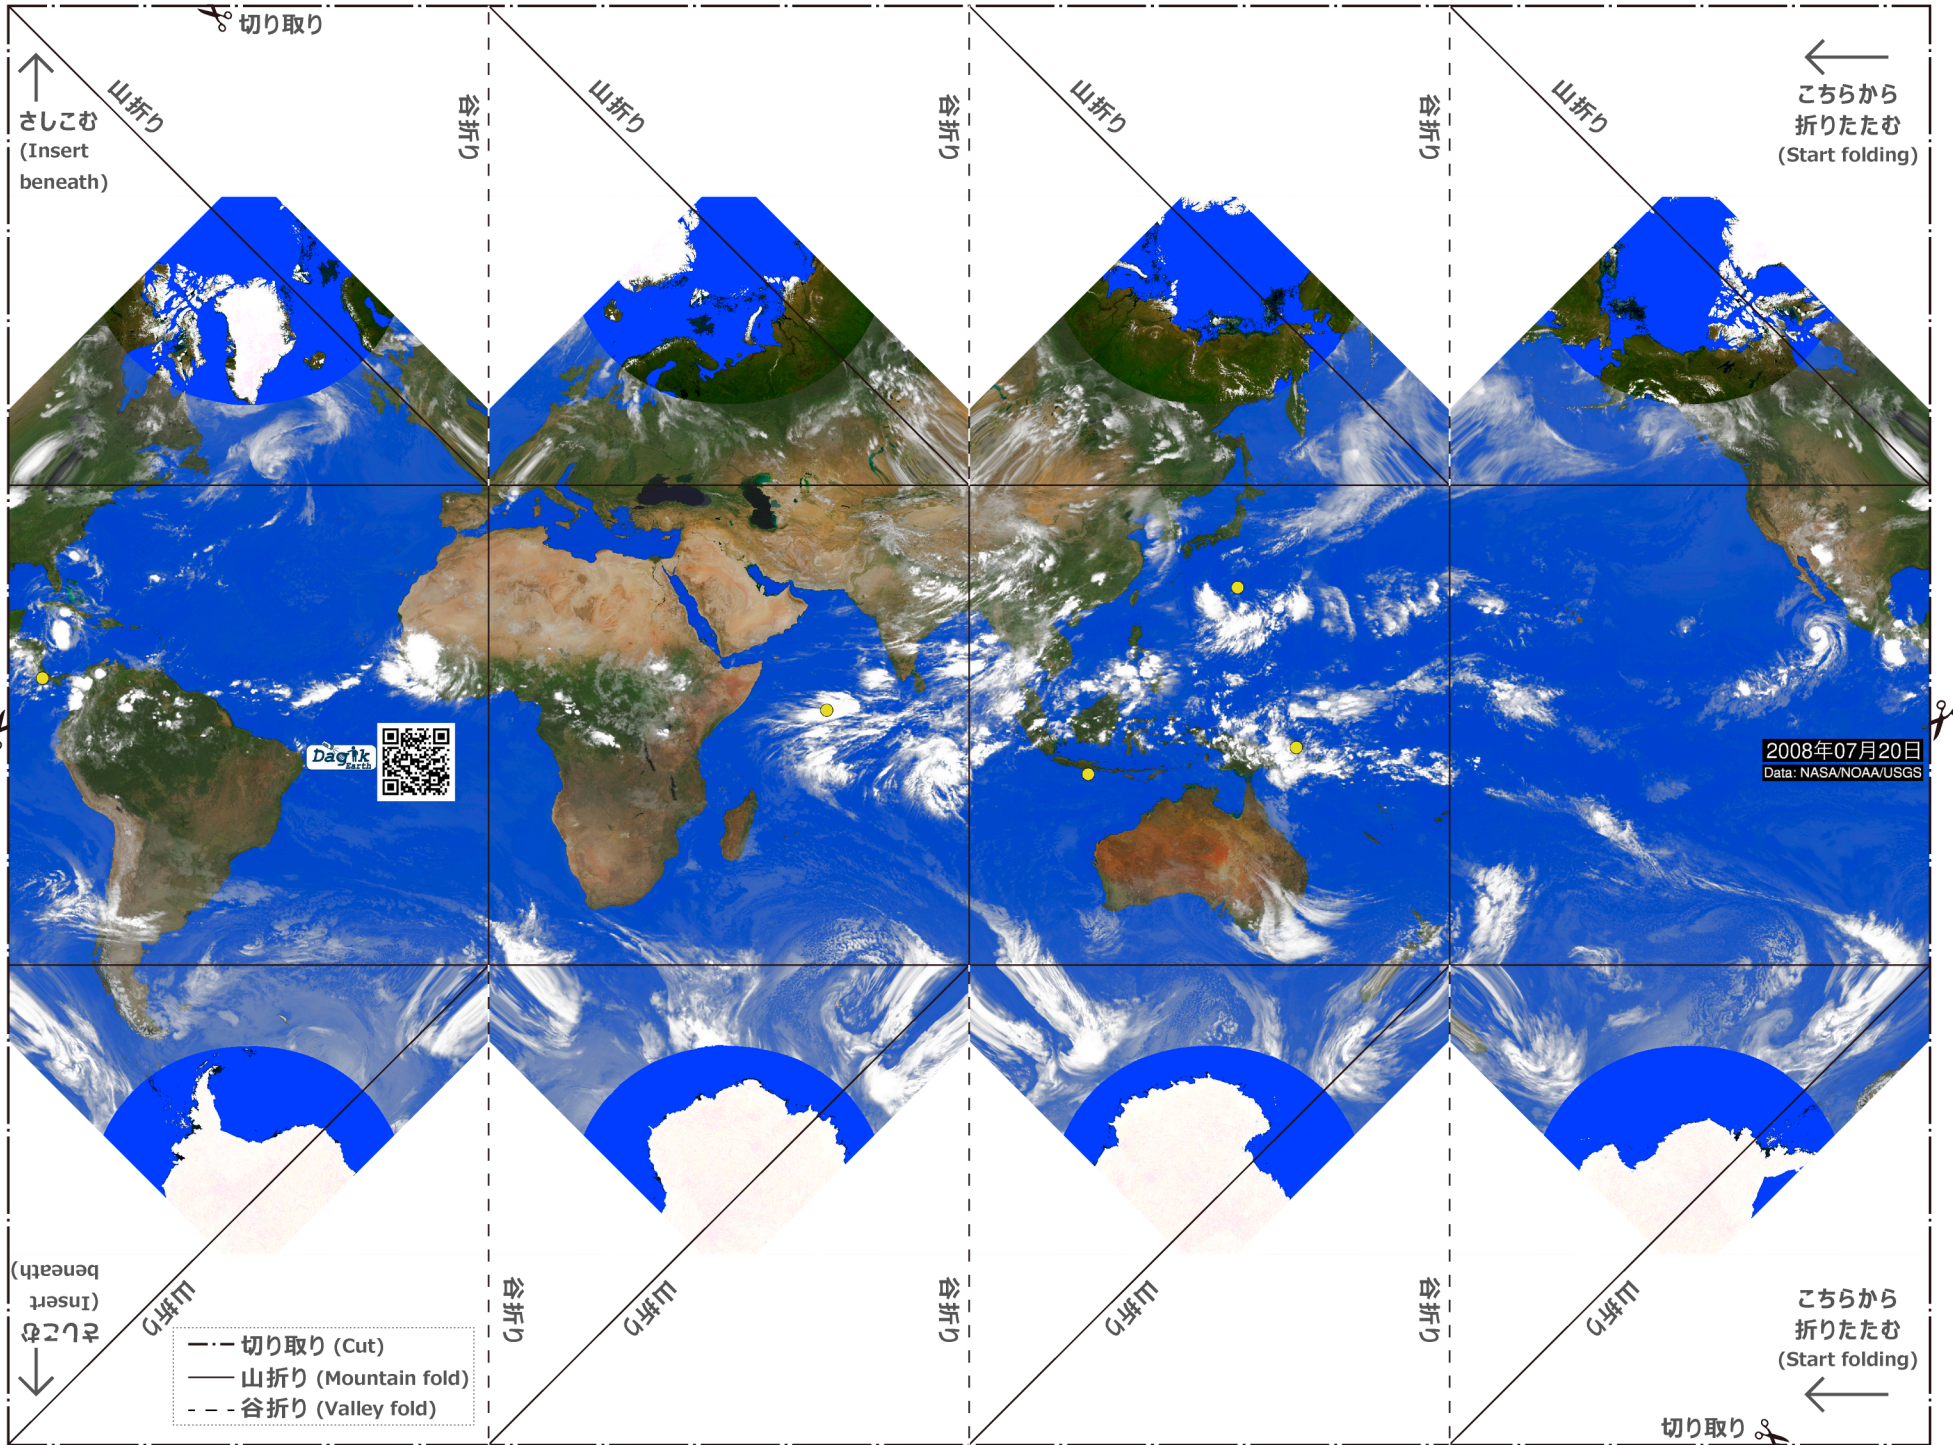 切り取り
さしこむ
(Insert
beneath)
山折り
谷折り
山折り
谷折り
山折り
谷折り
山折り
こちらから
折りたたむ
(Start folding)
Dagik
Earth
2008年07月20日
Data: NASA/NOAA/USGS
さしこむ
(Insert
beneath)
山折り
谷折り
山折り
谷折り
山折り
谷折り
山折り
こちらから
折りたたむ
(Start folding)
切り取り (Cut)
山折り (Mountain fold)
谷折り (Valley fold)
切り取り